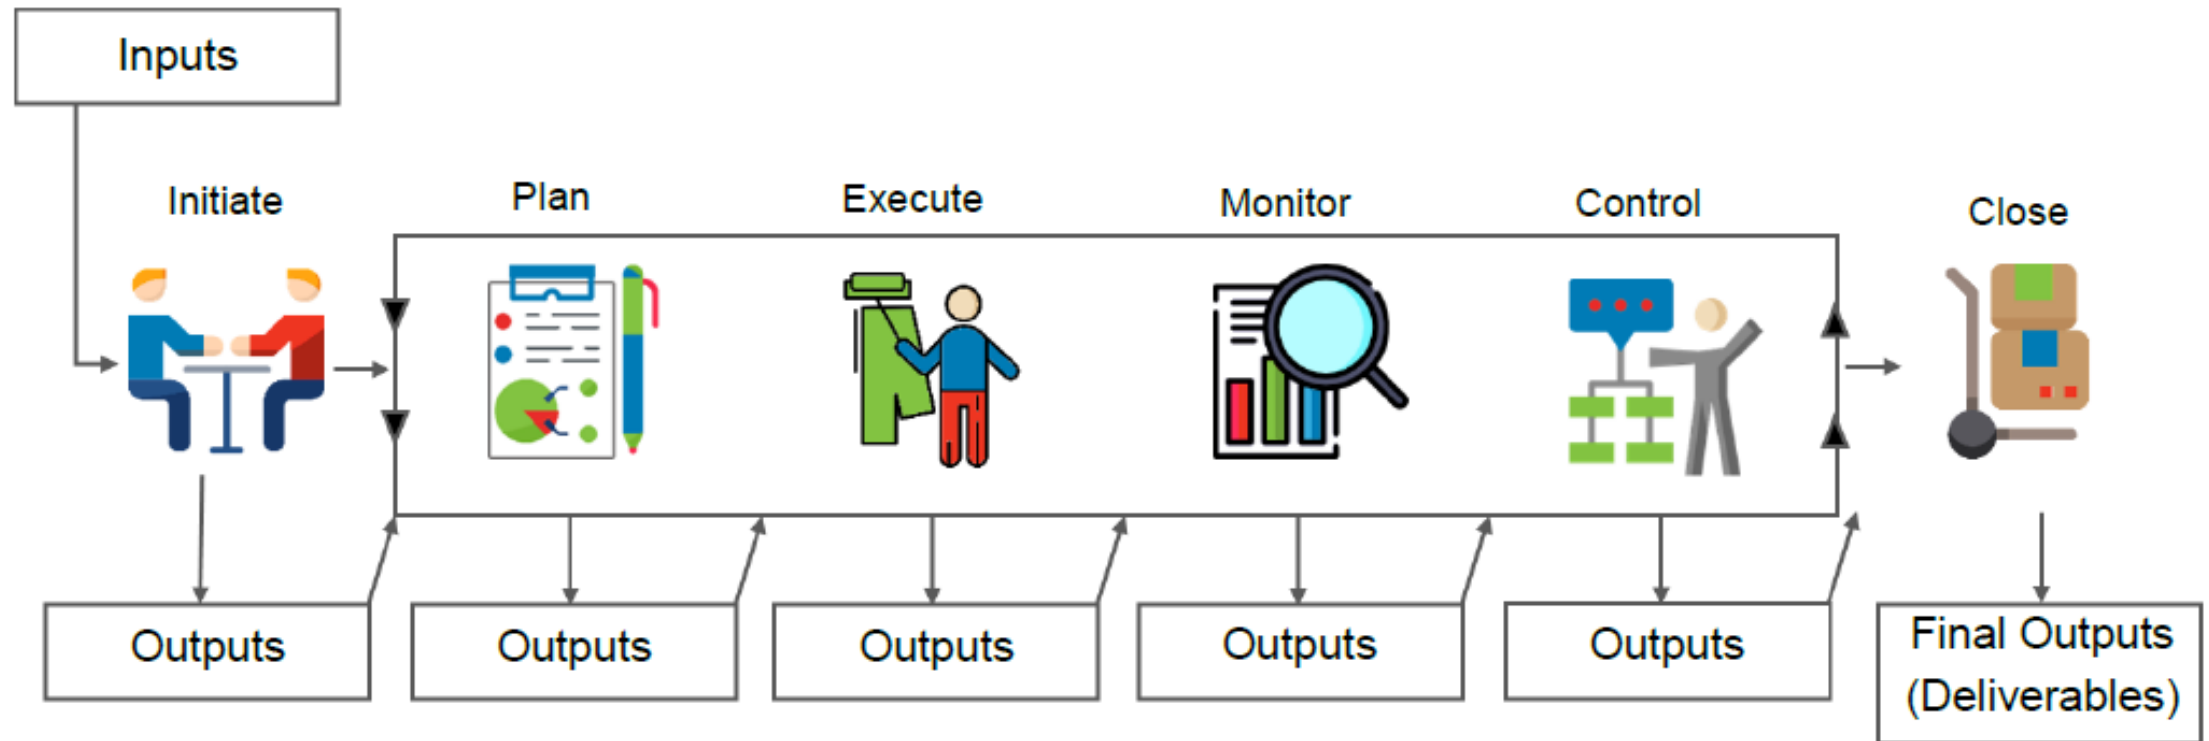 Inputs
Initiate
Plan
Execute
Monitor
Control
Close
Outputs
Outputs
Outputs
Outputs
Outputs
Final Outputs
(Deliverables)